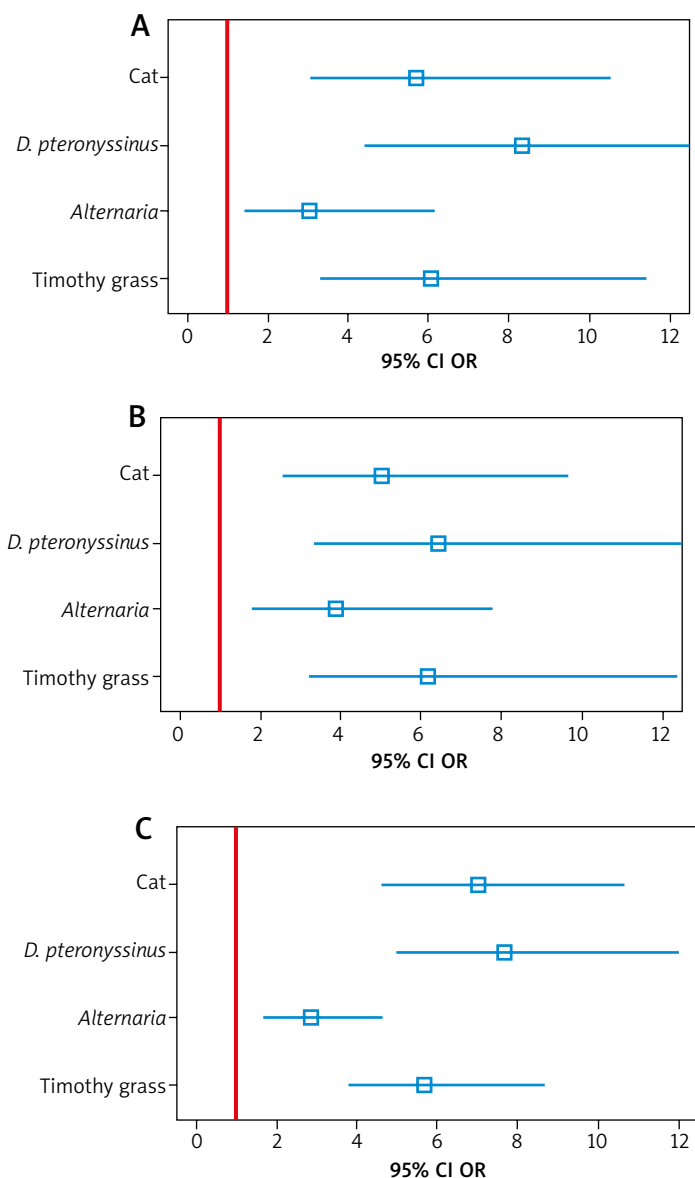 A
Cat
D. pteronyssinus
Alternaria
Timothy grass
0 2 4 6 8 10 12
95% CI OR
B
Cat
D. pteronyssinus
Alternaria
Timothy grass
0 2 4 6 8 10 12
95% CI OR
C
Cat
D. pteronyssinus
Alternaria
Timothy grass
0 2 4 6 8 10 12
95% CI OR